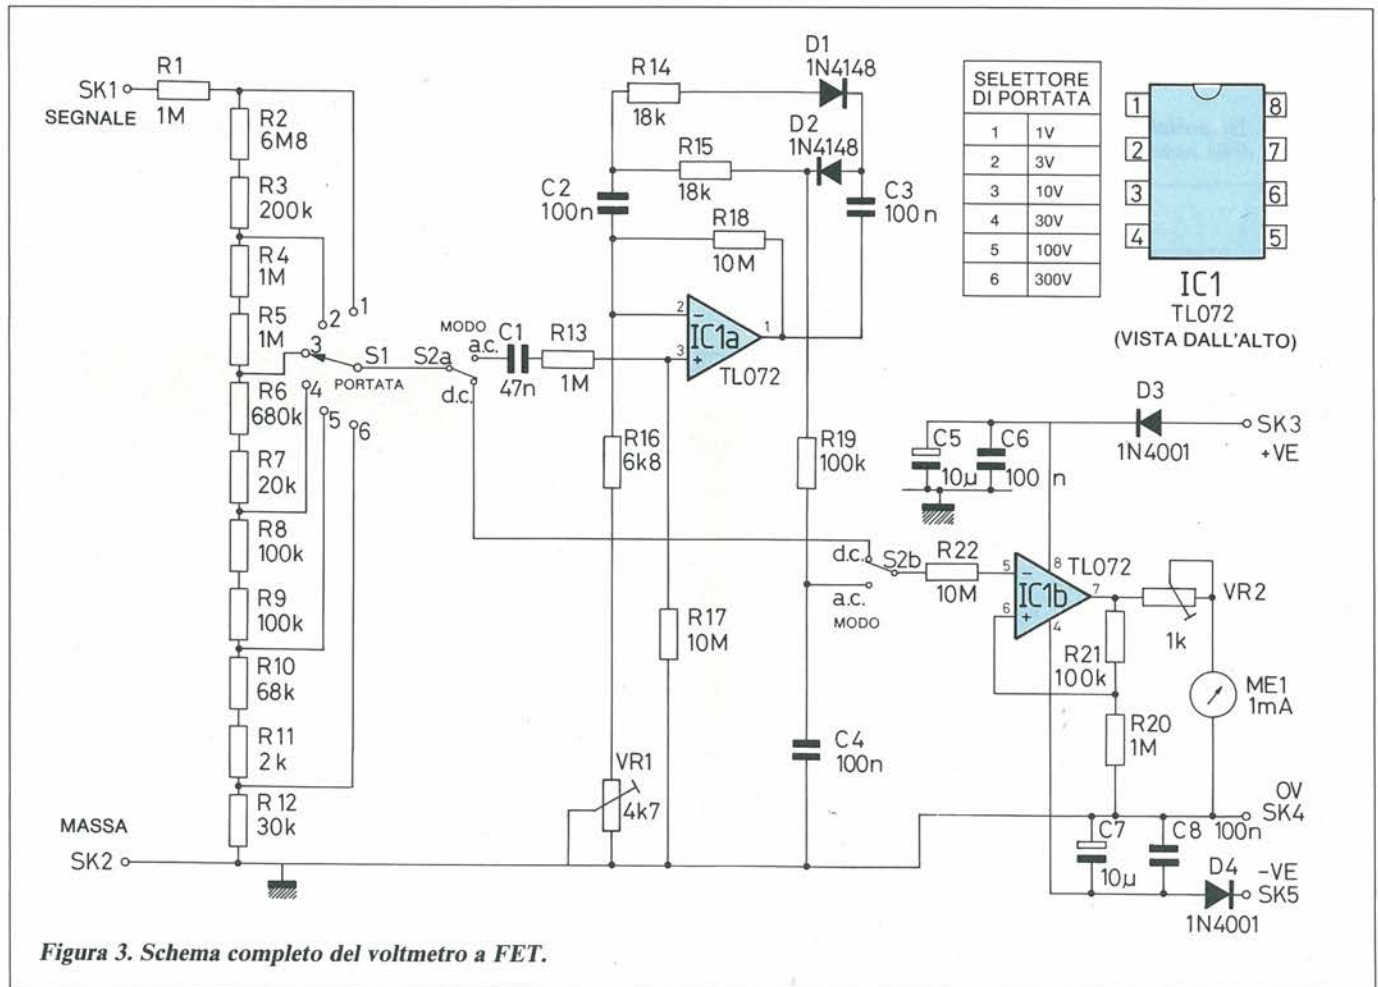 SK1
SEGNALE
R1
1M
R2
6M8
R3
200k
R4
1M
R5
1M
R6
680k
R7
20k
R8
100k
R9
100k
R10
68k
R11
2k
R12
30k
MASSA
SK2
1
2
3
4
5
6
S1
PORTATA
S2a
MODO
a.c.
d.c.
C1
47n
R13
1M
R14
18k
R15
18k
C2
100n
R18
10M
D1
1N4148
D2
1N4148
C3
100n
2
-
3
+
IC1a
1
TL072
R16
6k8
VR1
4k7
R17
10M
R19
100k
C4
100n
SELETTORE
DI PORTATA
1 1V
2 3V
3 10V
4 30V
5 100V
6 300V
1 8
2 7
3 6
4 5
IC1
TL072
(VISTA DALL'ALTO)
D3
1N4001
SK3
+VE
C5
10µ
C6
100 n
d.c.
S2b
a.c.
MODO
R22
10M
5
-
6
+
IC1b
8
4
7
TL072
VR2
1k
R21
100k
R20
1M
ME1
1mA
0V
SK4
C7
10µ
C8
100n
D4
1N4001
-VE
SK5
Figura 3. Schema completo del voltmetro a FET.